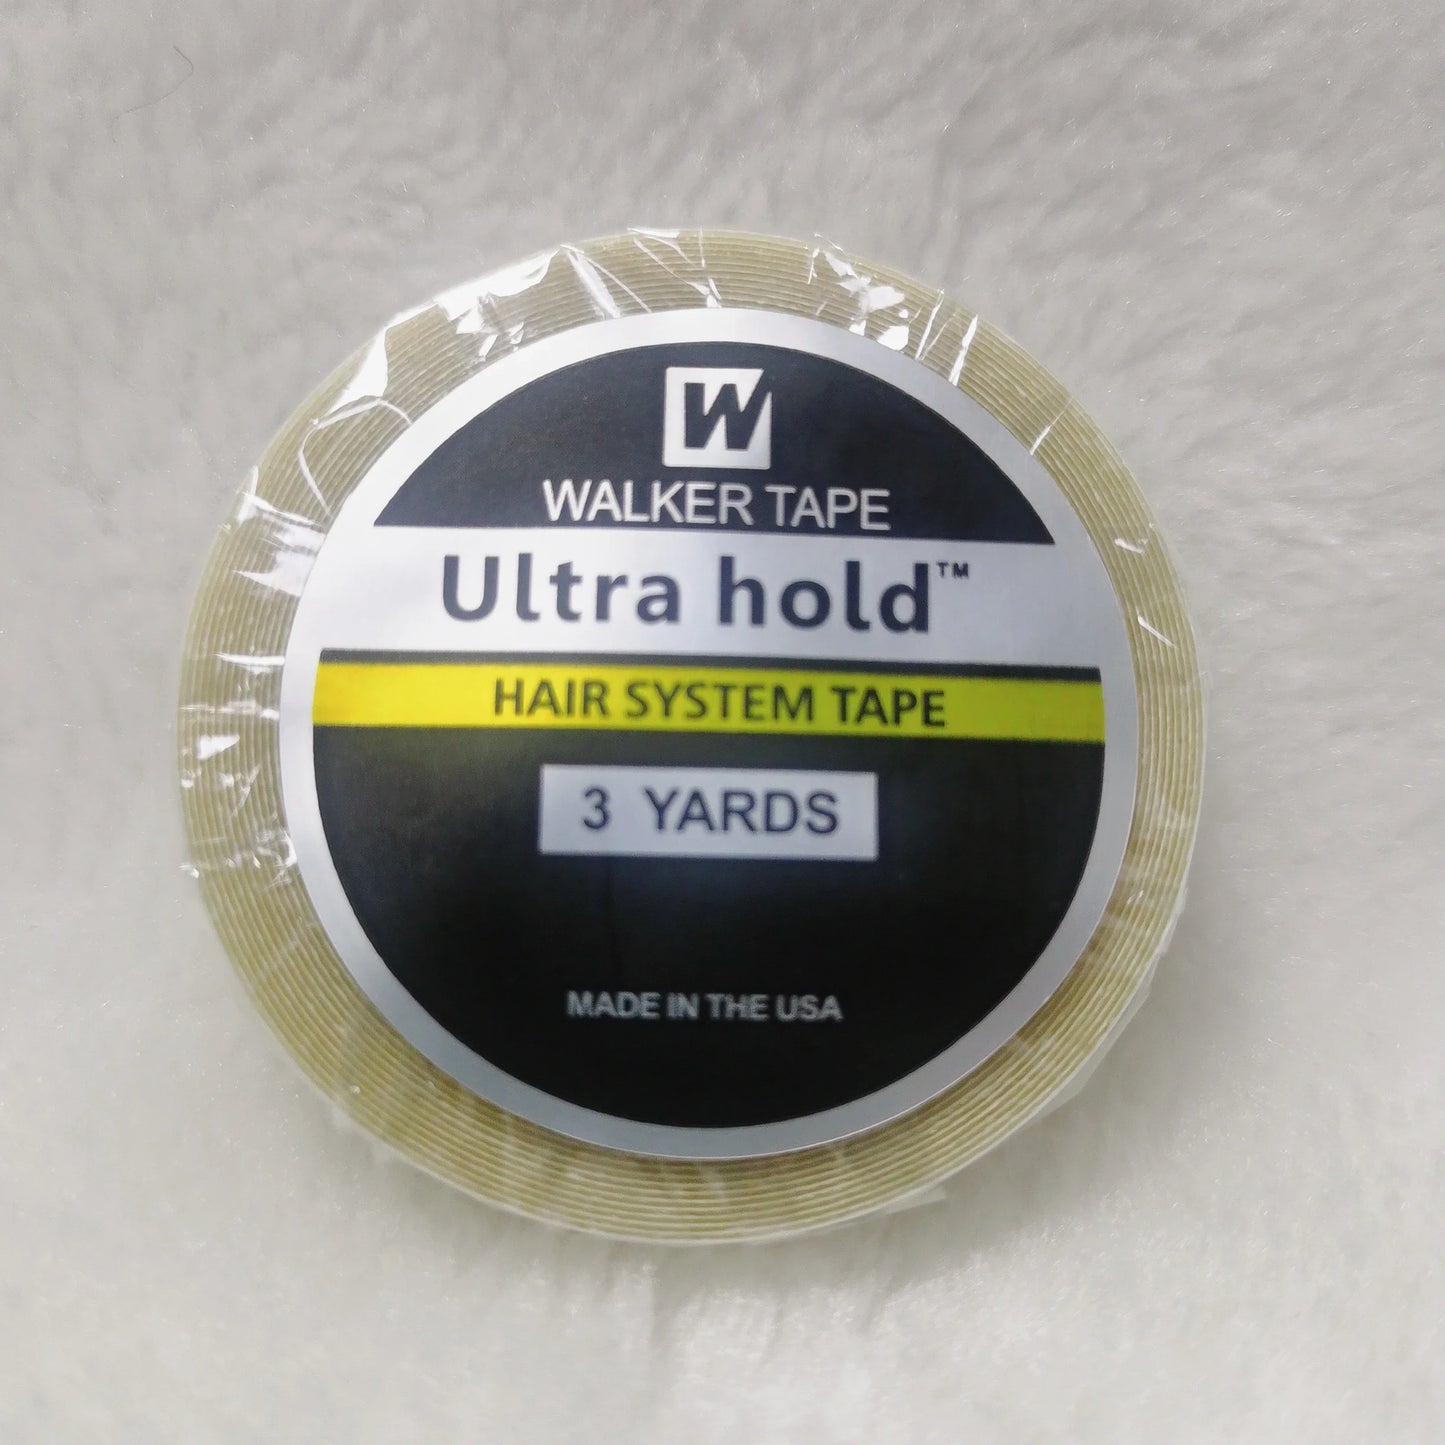 W
WALKER TAPE
Ultra hold™
HAIR SYSTEM TAPE
3 YARDS
MADE IN THE USA